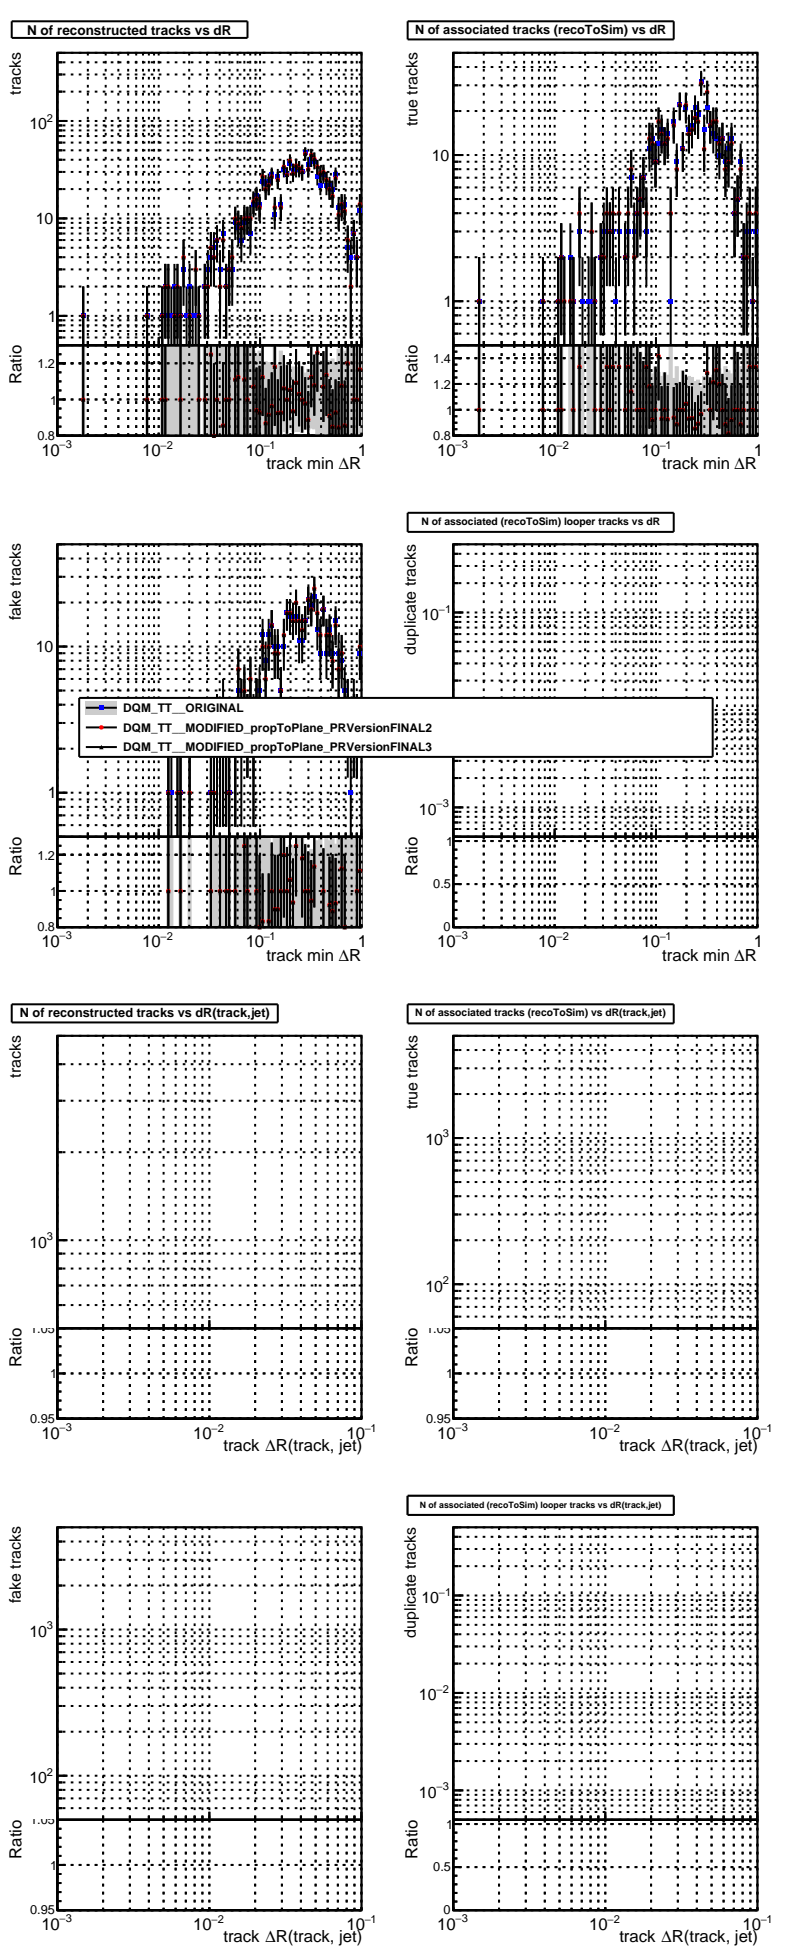 N of reconstructed tracks vs dR
tracks
10²
10
1
Ratio
1.2
1
0.8
10⁻³ 10⁻² 10⁻¹ 1
track min ΔR
N of associated tracks (recoToSim) vs dR
true tracks
10
1
Ratio
1.4
1.2
1
0.8
10⁻³ 10⁻² 10⁻¹ 1
track min ΔR
fake tracks
10
1
Ratio
1.2
1
0.8
10⁻³ 10⁻² 10⁻¹ 1
track min ΔR
N of associated (recoToSim) looper tracks vs dR
duplicate tracks
10⁻¹
10⁻³
Ratio
1
0.5
0
10⁻³ 10⁻² 10⁻¹ 1
track min ΔR
DQM_TT__ORIGINAL
DQM_TT__MODIFIED_propToPlane_PRVersionFINAL2
DQM_TT__MODIFIED_propToPlane_PRVersionFINAL3
N of reconstructed tracks vs dR(track,jet)
tracks
10³
Ratio
1.05
1
0.95
10⁻³ 10⁻² 10⁻¹
track ΔR(track, jet)
N of associated tracks (recoToSim) vs dR(track,jet)
true tracks
10³
10²
Ratio
1.05
1
0.95
10⁻³ 10⁻² 10⁻¹
track ΔR(track, jet)
fake tracks
10³
10²
Ratio
1.05
1
0.95
10⁻³ 10⁻² 10⁻¹
track ΔR(track, jet)
N of associated (recoToSim) looper tracks vs dR(track,jet)
duplicate tracks
10⁻¹
10⁻²
10⁻³
Ratio
1
0.5
0
10⁻³ 10⁻² 10⁻¹
track ΔR(track, jet)